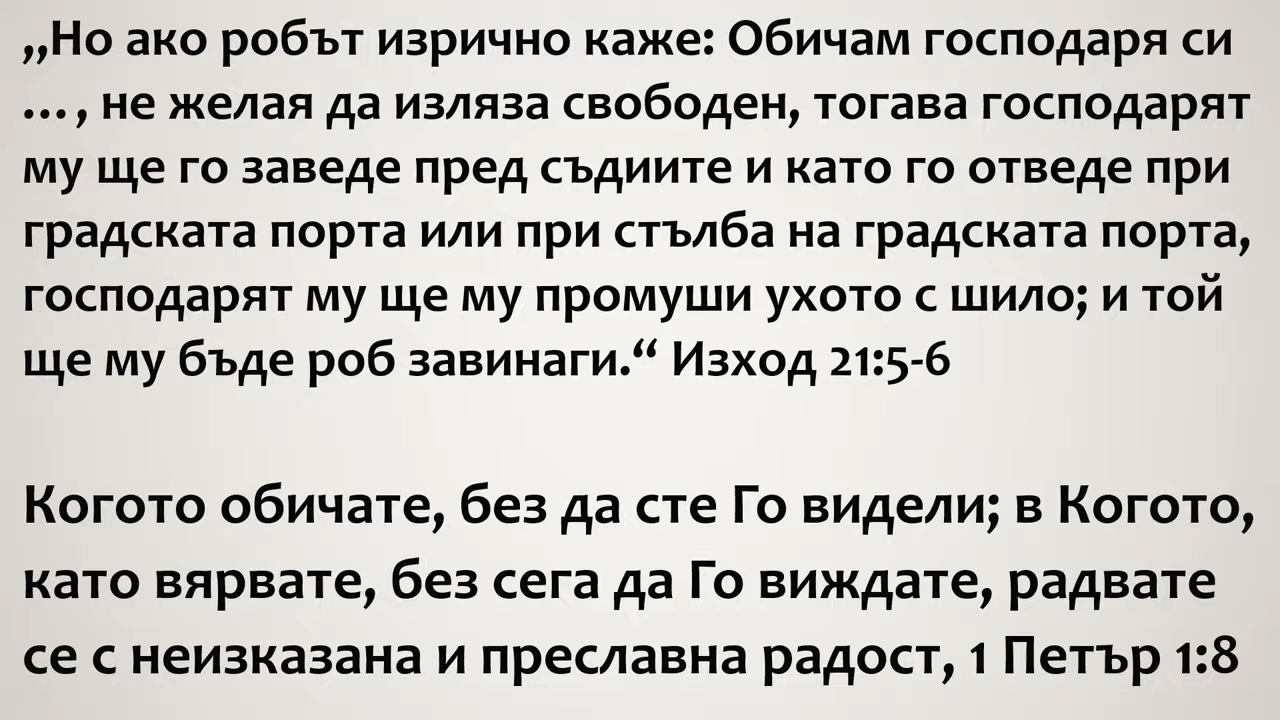 „Но ако робът изрично каже: Обичам господаря си
…, не желая да изляза свободен, тогава господарят
му ще го заведе пред съдиите и като го отведе при
градската порта или при стълба на градската порта,
господарят му ще му промуши ухото с шило; и той
ще му бъде роб завинаги.“ Изход 21:5-6
Когото обичате, без да сте Го видели; в Когото,
като вярвате, без сега да Го виждате, радвате
се с неизказана и преславна радост, 1 Петър 1:8